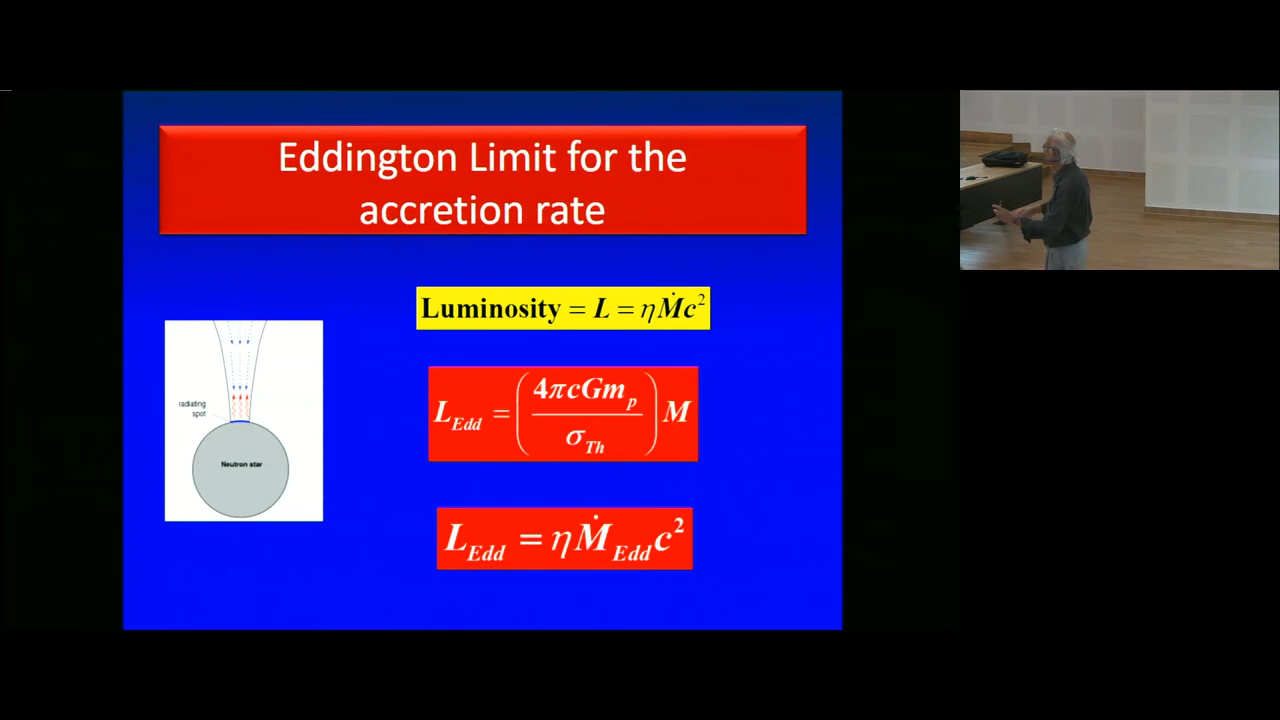 Eddington Limit for the
accretion rate
Luminosity = L = ηṀc²
L_Edd = (4πcGm_p / σ_Th) M
L_Edd = ηṀ_Edd c²
radiating
spot
Neutron star